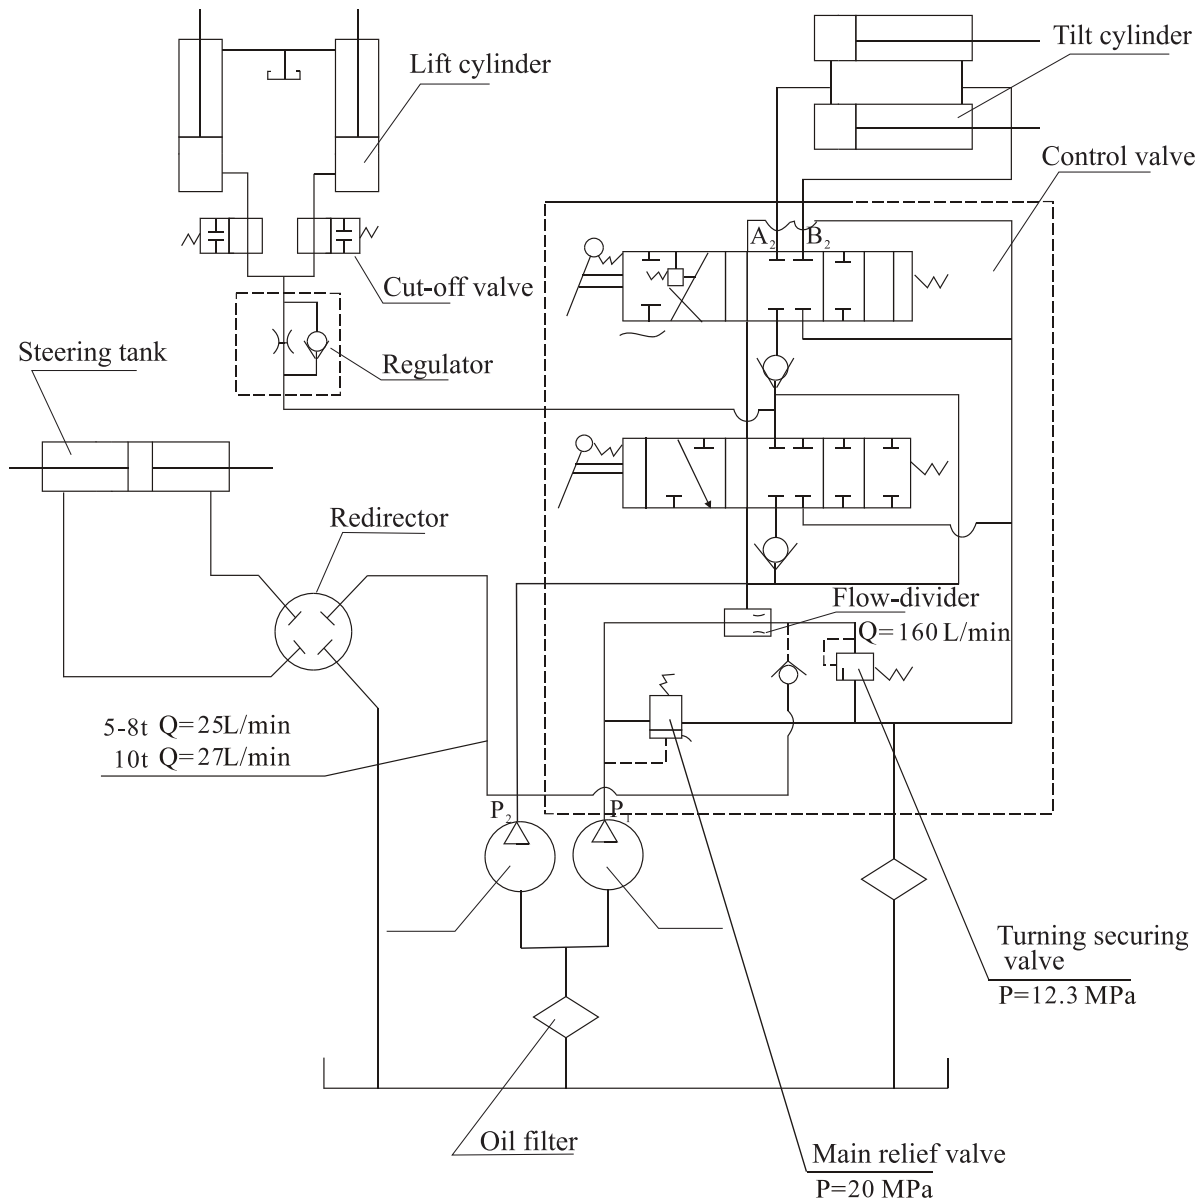 Tilt cylinder
Lift cylinder
Control valve
A2 B2
Cut-off valve
Steering tank
Regulator
Redirector
Flow-divider
Q=160 L/min
5-8t Q=25L/min
10t Q=27L/min
P2 P1
Turning securing
valve
P=12.3 MPa
Oil filter
Main relief valve
P=20 MPa